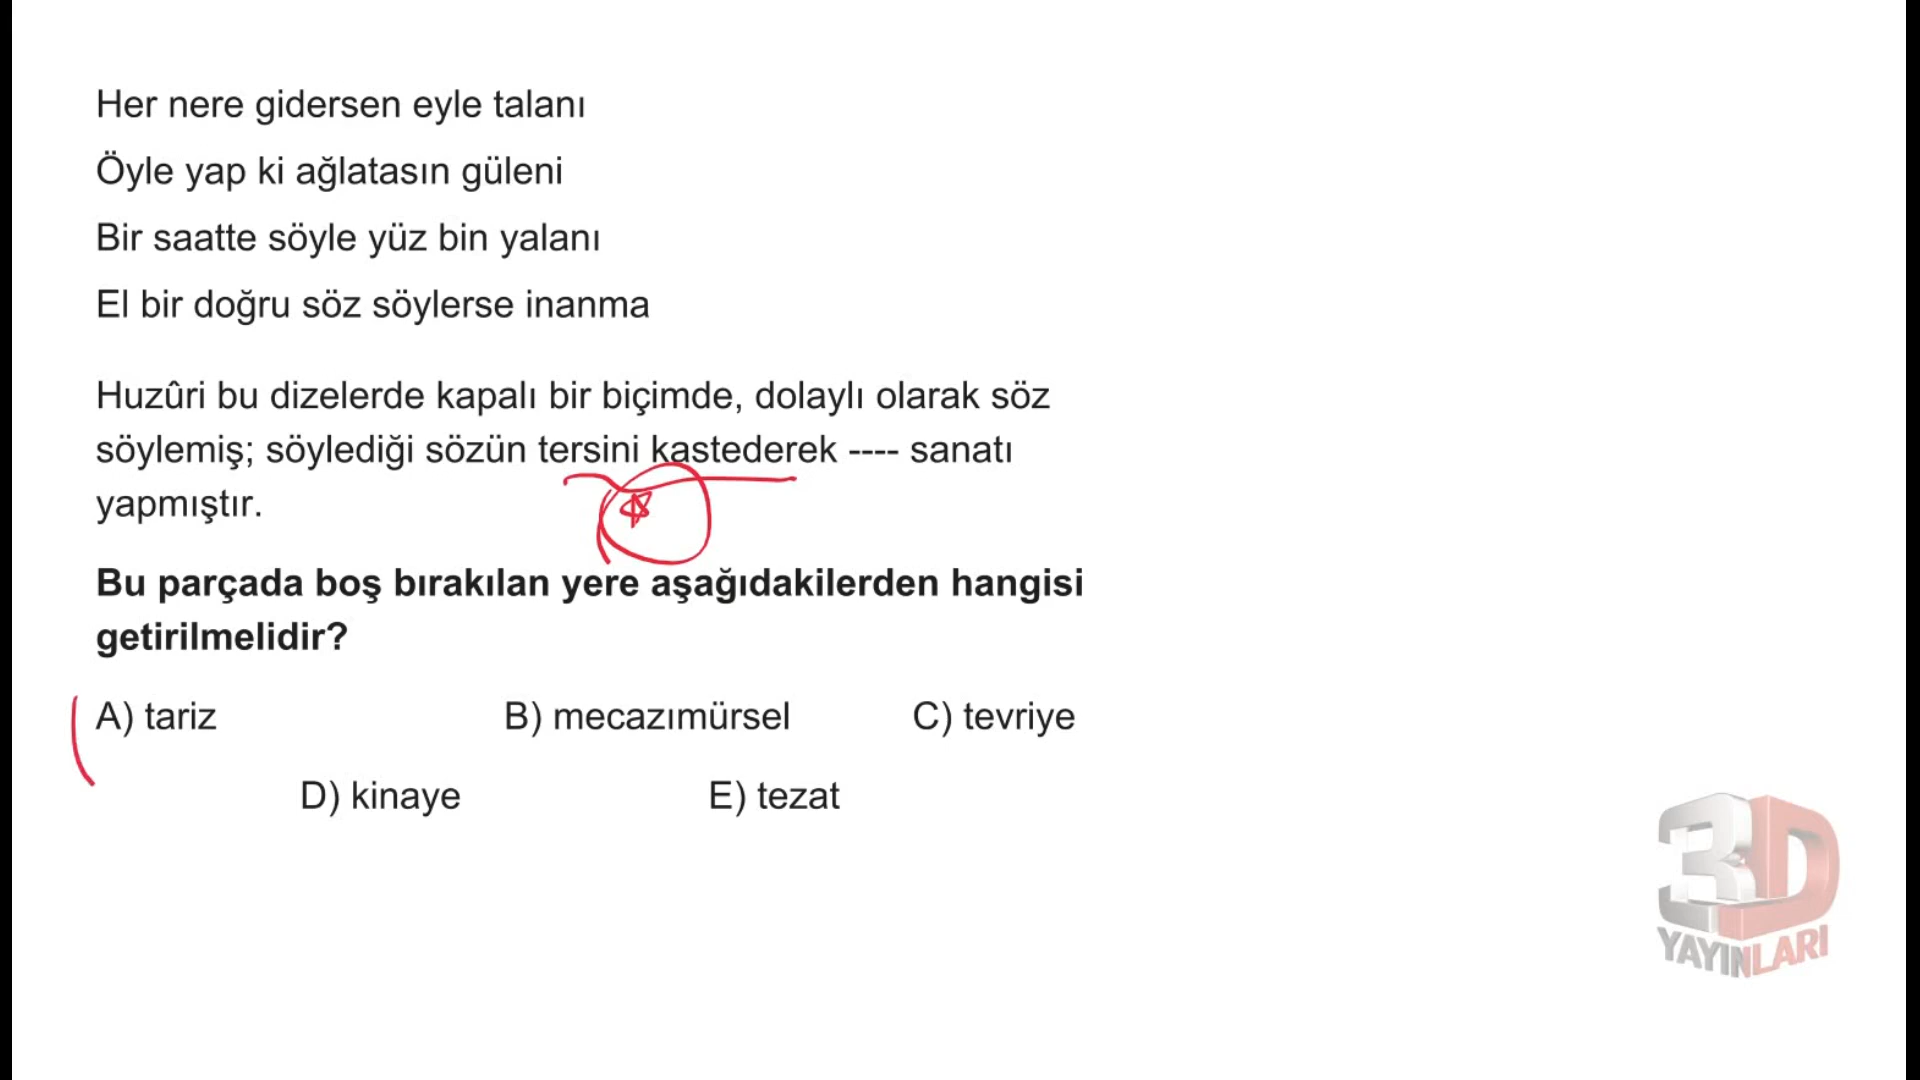 Her nere gidersen eyle talanı
Öyle yap ki ağlatasın güleni
Bir saatte söyle yüz bin yalanı
El bir doğru söz söylerse inanma
Huzûri bu dizelerde kapalı bir biçimde, dolaylı olarak söz
söylemiş; söylediği sözün tersini kastederek ---- sanatı
yapmıştır.
Bu parçada boş bırakılan yere aşağıdakilerden hangisi
getirilmelidir?
A) tariz B) mecazımürsel C) tevriye
D) kinaye E) tezat
3D
YAYINLARI